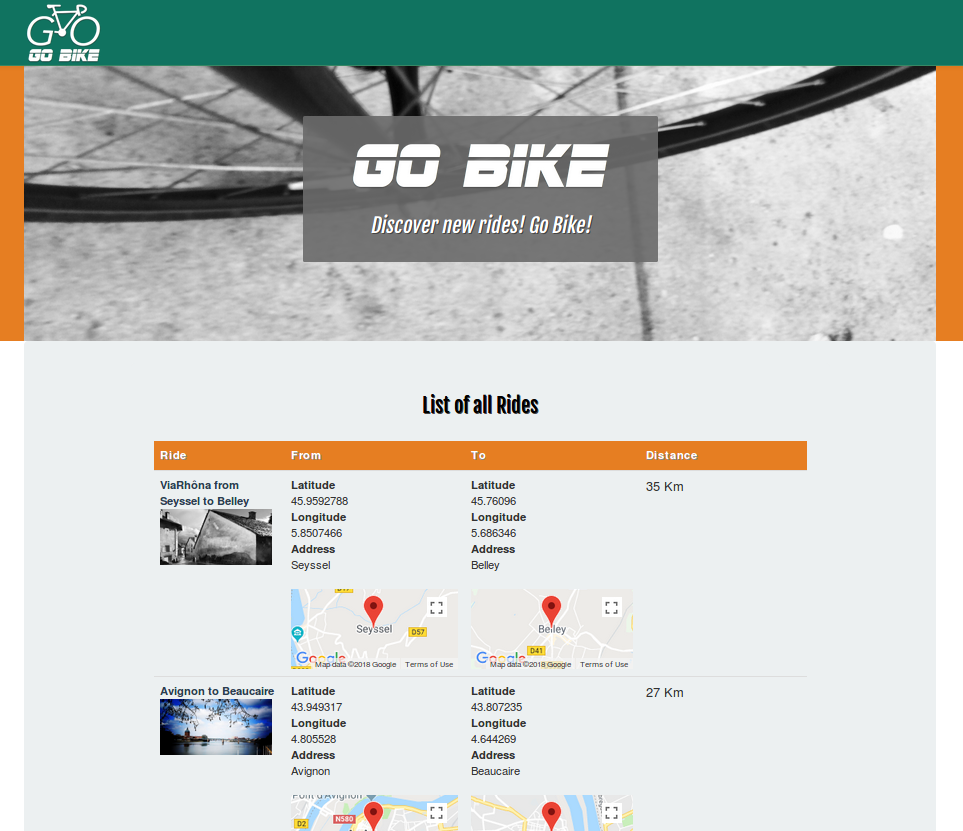 GO BIKE
GO BIKE
Discover new rides! Go Bike!
List of all Rides
Ride From To Distance
ViaRhôna from
Seyssel to Belley
Latitude
45.9592788
Longitude
5.8507466
Address
Seyssel
Seyssel
D57
Google
Map data ©2018 Google Terms of Use
Latitude
45.76096
Longitude
5.686346
Address
Belley
Belley
D41
Google
Map data ©2018 Google Terms of Use
35 Km
Avignon to Beaucaire
Latitude
43.949317
Longitude
4.805528
Address
Avignon
Pont d'Avignon
N580
D2
Latitude
43.807235
Longitude
4.644269
Address
Beaucaire
27 Km